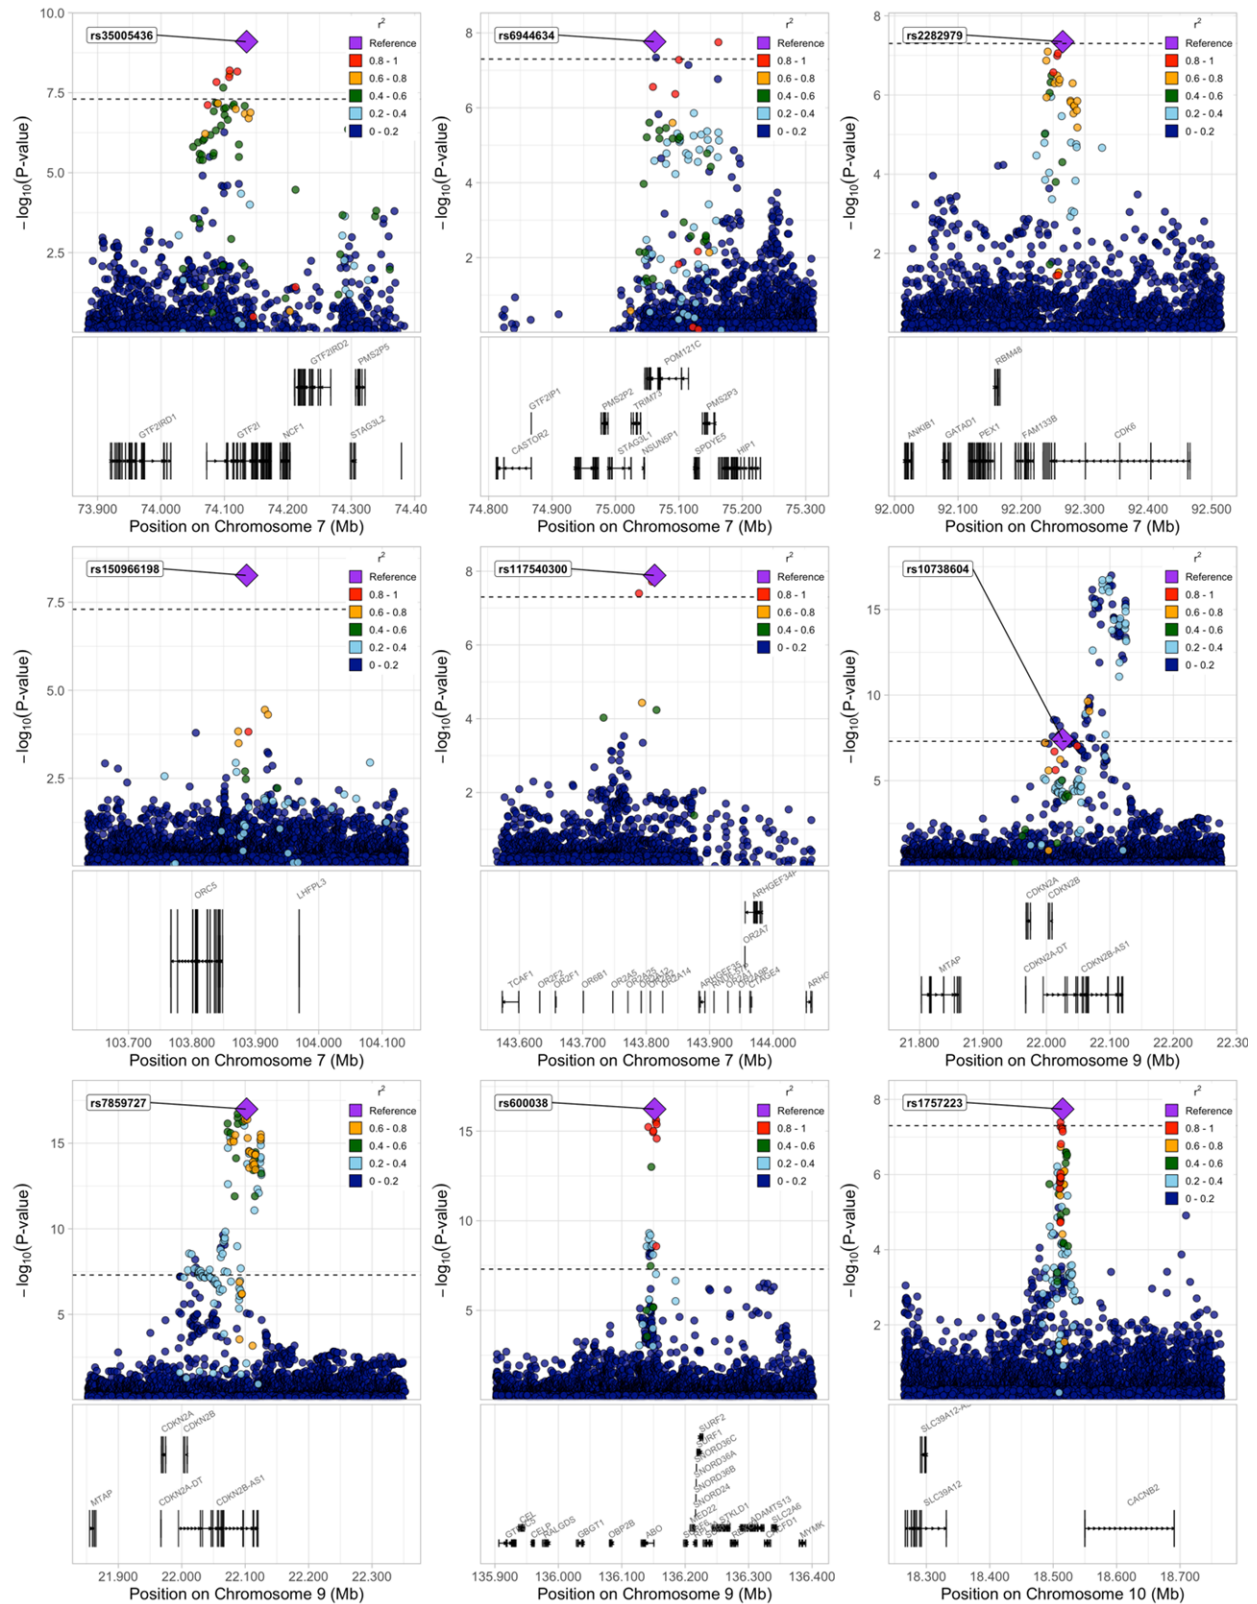 10.0
7.5
5.0
2.5
−log10(P-value)
rs35005436
r²
Reference
0.8 - 1
0.6 - 0.8
0.4 - 0.6
0.2 - 0.4
0 - 0.2
GTF2IRD2
PMS2P5
GTF2IRD1
GTF2I
NCF1
STAG3L2
73.900 74.000 74.100 74.200 74.300 74.40
Position on Chromosome 7 (Mb)
8
6
4
2
−log10(P-value)
rs6944634
r²
Reference
0.8 - 1
0.6 - 0.8
0.4 - 0.6
0.2 - 0.4
0 - 0.2
POM121C
GTF2IP1
PMS2P2
TRIM73
PMS2P3
CASTOR2
STAG3L1
NSUN5P1
SPDYE5
HIP1
74.800 74.900 75.000 75.100 75.200 75.300
Position on Chromosome 7 (Mb)
8
6
4
2
−log10(P-value)
rs2282979
r²
Reference
0.8 - 1
0.6 - 0.8
0.4 - 0.6
0.2 - 0.4
0 - 0.2
RBM48
ANKIB1
GATAD1
PEX1
FAM133B
CDK6
92.000 92.100 92.200 92.300 92.400 92.500
Position on Chromosome 7 (Mb)
7.5
5.0
2.5
−log10(P-value)
rs150966198
r²
Reference
0.8 - 1
0.6 - 0.8
0.4 - 0.6
0.2 - 0.4
0 - 0.2
ORC5
LHFPL3
103.700 103.800 103.900 104.000 104.100
Position on Chromosome 7 (Mb)
8
6
4
2
−log10(P-value)
rs117540300
r²
Reference
0.8 - 1
0.6 - 0.8
0.4 - 0.6
0.2 - 0.4
0 - 0.2
OR2A7
TCAF1
OR2F2
OR2F1
OR6B1
OR2A5
OR2A25
OR2A12
OR2A14
ARHGEF35
OR2A1
CTAGE4
143.600 143.700 143.800 143.900 144.000
Position on Chromosome 7 (Mb)
15
10
5
−log10(P-value)
rs10738604
r²
Reference
0.8 - 1
0.6 - 0.8
0.4 - 0.6
0.2 - 0.4
0 - 0.2
CDKN2A
CDKN2B
MTAP
CDKN2A-DT
CDKN2B-AS1
21.800 21.900 22.000 22.100 22.200 22.30
Position on Chromosome 9 (Mb)
15
10
5
−log10(P-value)
rs7859727
r²
Reference
0.6 - 0.8
0.4 - 0.6
0.2 - 0.4
0 - 0.2
CDKN2A
CDKN2B
MTAP
CDKN2A-DT
CDKN2B-AS1
21.900 22.000 22.100 22.200 22.300
Position on Chromosome 9 (Mb)
15
10
5
−log10(P-value)
rs600038
r²
Reference
0.8 - 1
0.6 - 0.8
0.4 - 0.6
0.2 - 0.4
0 - 0.2
SURF2
SURF1
SNORD36C
SNORD36A
SNORD36B
SNORD24
MED22
CEL
CELP
RALGDS
GBGT1
OBP2B
ABO
STKLD1
ADAMTS13
CACFD1
SLC2A6
MYMK
135.900 136.000 136.100 136.200 136.300 136.400
Position on Chromosome 9 (Mb)
8
6
4
2
−log10(P-value)
rs1757223
r²
Reference
0.8 - 1
0.6 - 0.8
0.4 - 0.6
0.2 - 0.4
0 - 0.2
SLC39A12
CACNB2
18.300 18.400 18.500 18.600 18.700
Position on Chromosome 10 (Mb)